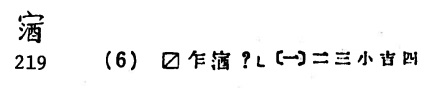 219 (6) ⧄ 乍 ?└〔一〕二 三 小吉 四